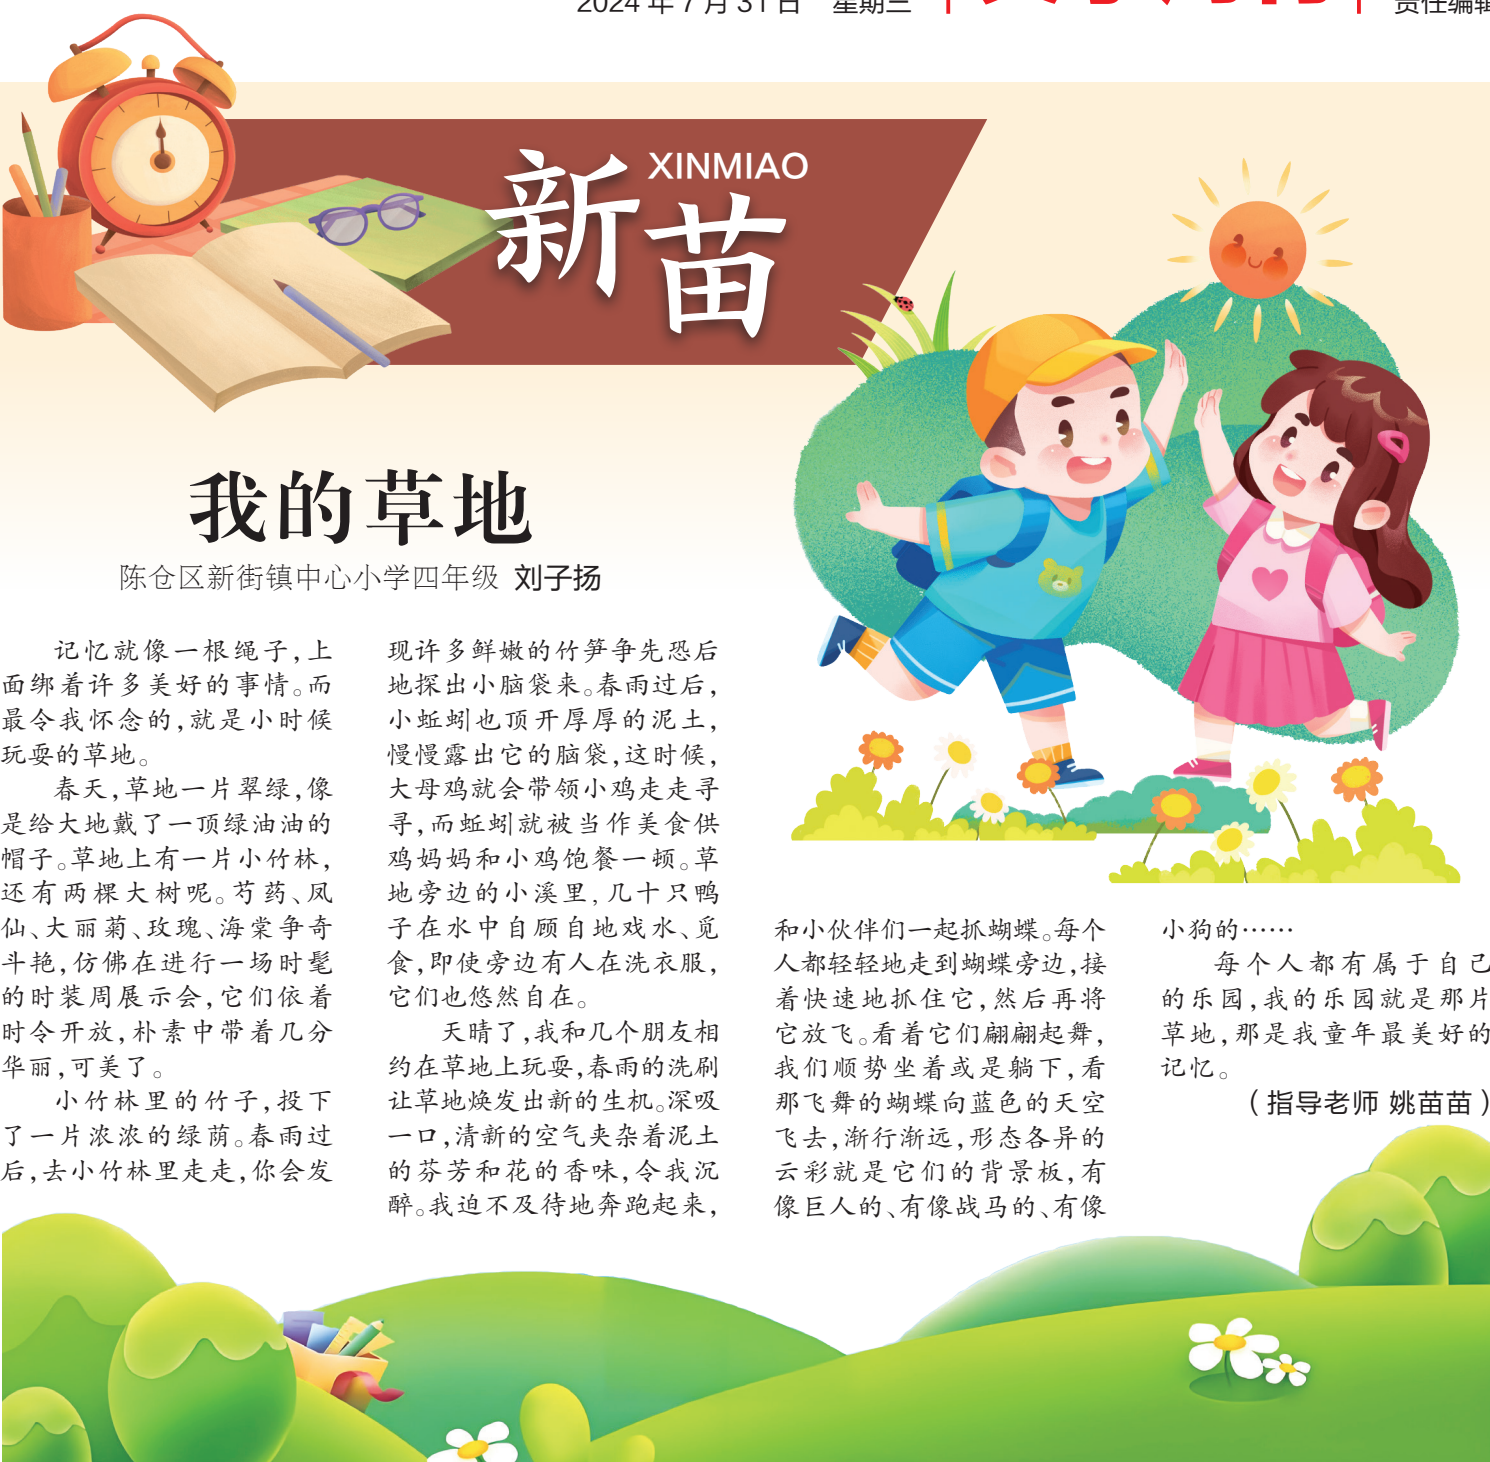 2024年7月31日 星期三
责任编辑
新苗
XINMIAO
我的草地
陈仓区新街镇中心小学四年级 刘子扬
记忆就像一根绳子,上
面绑着许多美好的事情。而
最令我怀念的,就是小时候
玩耍的草地。
春天,草地一片翠绿,像
是给大地戴了一顶绿油油的
帽子。草地上有一片小竹林,
还有两棵大树呢。芍药、凤
仙、大丽菊、玫瑰、海棠争奇
斗艳,仿佛在进行一场时髦
的时装周展示会,它们依着
时令开放,朴素中带着几分
华丽,可美了。
小竹林里的竹子,投下
了一片浓浓的绿荫。春雨过
后,去小竹林里走走,你会发
现许多鲜嫩的竹笋争先恐后
地探出小脑袋来。春雨过后,
小蚯蚓也顶开厚厚的泥土,
慢慢露出它的脑袋,这时候,
大母鸡就会带领小鸡走走寻
寻,而蚯蚓就被当作美食供
鸡妈妈和小鸡饱餐一顿。草
地旁边的小溪里,几十只鸭
子在水中自顾自地戏水、觅
食,即使旁边有人在洗衣服,
它们也悠然自在。
天晴了,我和几个朋友相
约在草地上玩耍,春雨的洗刷
让草地焕发出新的生机。深吸
一口,清新的空气夹杂着泥土
的芬芳和花的香味,令我沉
醉。我迫不及待地奔跑起来,
和小伙伴们一起抓蝴蝶。每个
人都轻轻地走到蝴蝶旁边,接
着快速地抓住它,然后再将
它放飞。看着它们翩翩起舞,
我们顺势坐着或是躺下,看
那飞舞的蝴蝶向蓝色的天空
飞去,渐行渐远,形态各异的
云彩就是它们的背景板,有
像巨人的、有像战马的、有像
小狗的……
每个人都有属于自己
的乐园,我的乐园就是那片
草地,那是我童年最美好的
记忆。
(指导老师 姚苗苗)